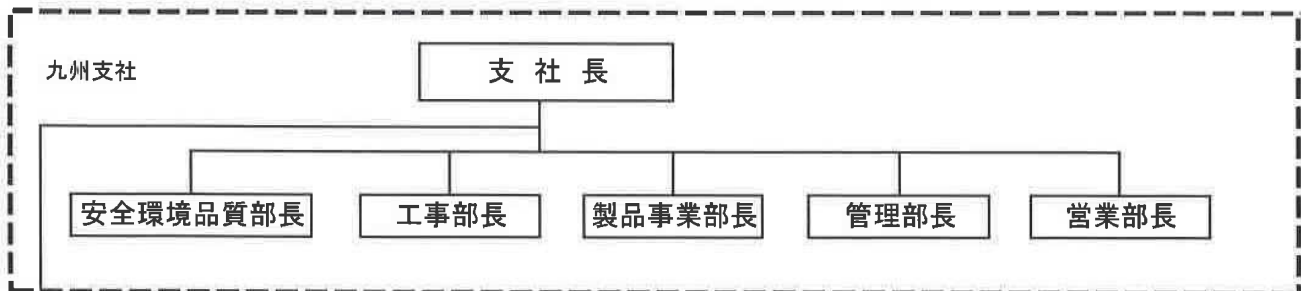 九州支社
支社長
安全環境品質部長
工事部長
製品事業部長
管理部長
営業部長